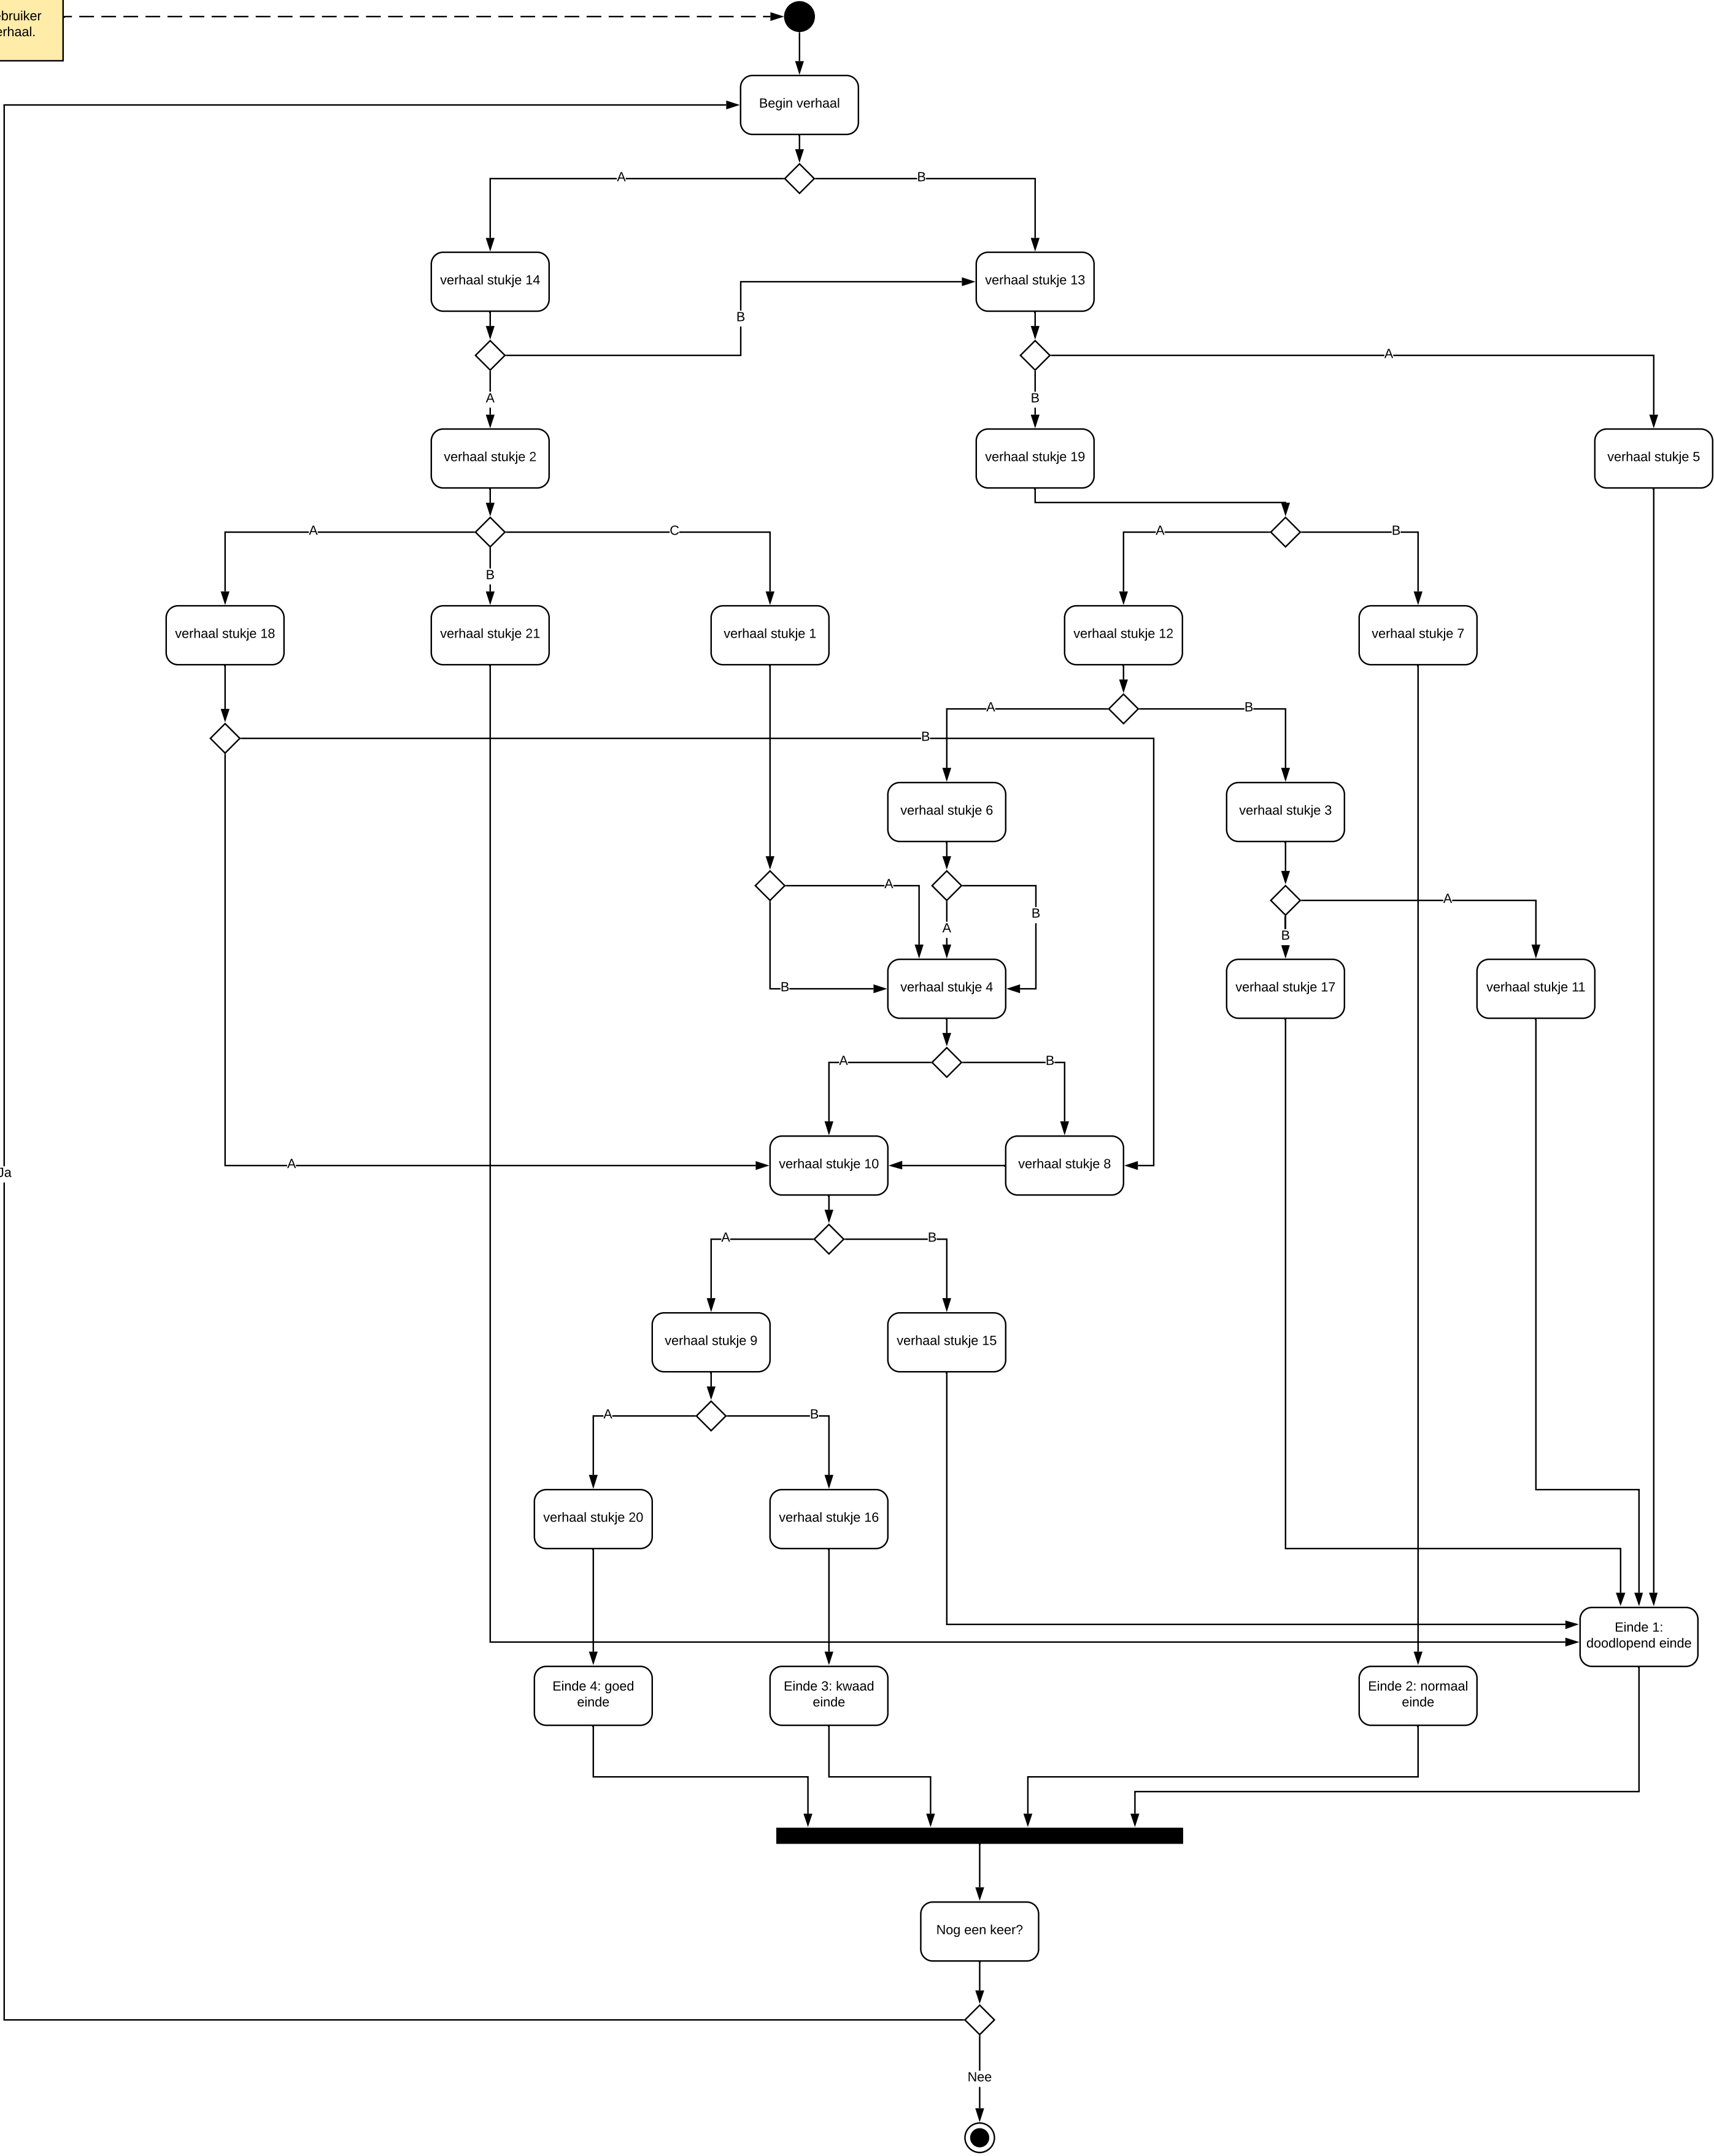 Begin verhaal
A
B
verhaal stukje 14
verhaal stukje 13
B
A
A
B
verhaal stukje 2
verhaal stukje 19
verhaal stukje 5
A
C
A
B
B
verhaal stukje 18
verhaal stukje 21
verhaal stukje 1
verhaal stukje 12
verhaal stukje 7
A
B
B
verhaal stukje 6
verhaal stukje 3
A
A
B
A
B
B
verhaal stukje 4
verhaal stukje 17
verhaal stukje 11
A
B
A
verhaal stukje 10
verhaal stukje 8
Ja
A
B
verhaal stukje 9
verhaal stukje 15
A
B
verhaal stukje 20
verhaal stukje 16
Einde 1:
doodlopend einde
Einde 4: goed
einde
Einde 3: kwaad
einde
Einde 2: normaal
einde
Nog een keer?
Nee